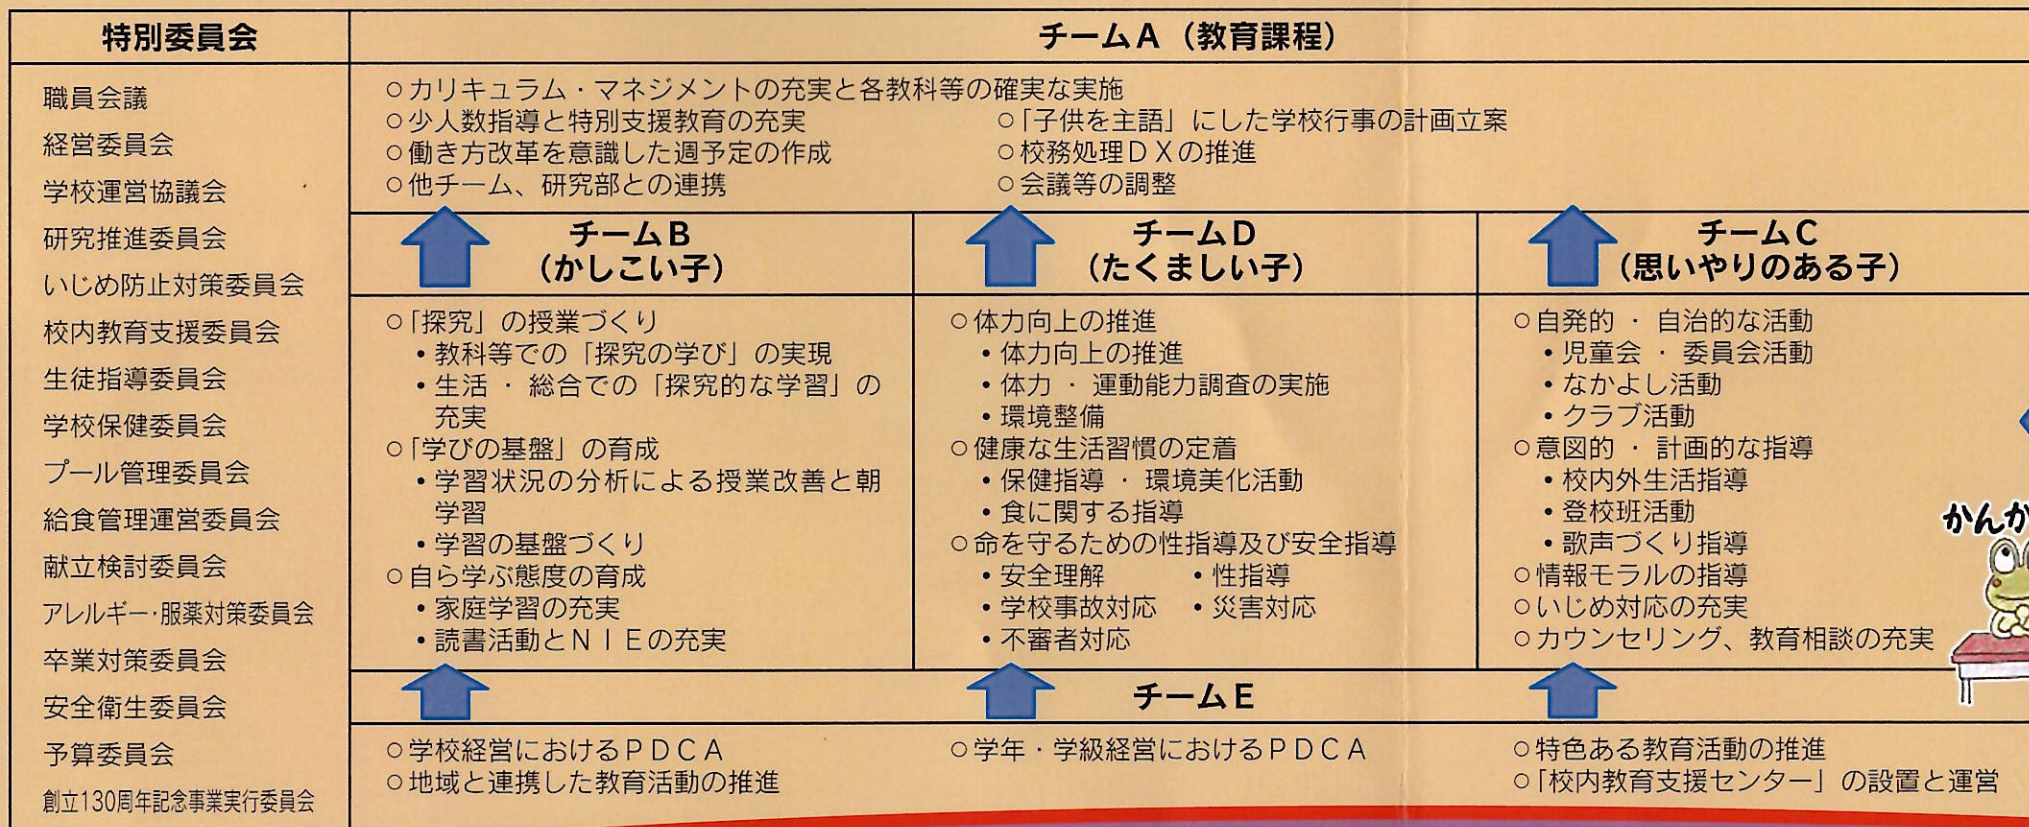 特別委員会
職員会議
経営委員会
学校運営協議会
研究推進委員会
いじめ防止対策委員会
校内教育支援委員会
生徒指導委員会
学校保健委員会
プール管理委員会
給食管理運営委員会
献立検討委員会
アレルギー・服薬対策委員会
卒業対策委員会
安全衛生委員会
予算委員会
創立130周年記念事業実行委員会
チームA（教育課程）
○カリキュラム・マネジメントの充実と各教科等の確実な実施
○少人数指導と特別支援教育の充実
○働き方改革を意識した週予定の作成
○他チーム、研究部との連携
○「子供を主語」にした学校行事の計画立案
○校務処理ＤＸの推進
○会議等の調整
チームB
（かしこい子）
○「探究」の授業づくり
・教科等での「探究の学び」の実現
・生活・総合での「探究的な学習」の
充実
○「学びの基盤」の育成
・学習状況の分析による授業改善と朝
学習
・学習の基盤づくり
○自ら学ぶ態度の育成
・家庭学習の充実
・読書活動とＮＩＥの充実
チームD
（たくましい子）
○体力向上の推進
・体力向上の推進
・体力・運動能力調査の実施
・環境整備
○健康な生活習慣の定着
・保健指導・環境美化活動
・食に関する指導
○命を守るための性指導及び安全指導
・安全理解 ・性指導
・学校事故対応 ・災害対応
・不審者対応
チームC
（思いやりのある子）
○自発的・自治的な活動
・児童会・委員会活動
・なかよし活動
・クラブ活動
○意図的・計画的な指導
・校内外生活指導
・登校班活動
・歌声づくり指導
○情報モラルの指導
○いじめ対応の充実
○カウンセリング、教育相談の充実
かんか
チームE
○学校経営におけるＰＤＣＡ
○地域と連携した教育活動の推進
○学年・学級経営におけるＰＤＣＡ
○特色ある教育活動の推進
○「校内教育支援センター」の設置と運営